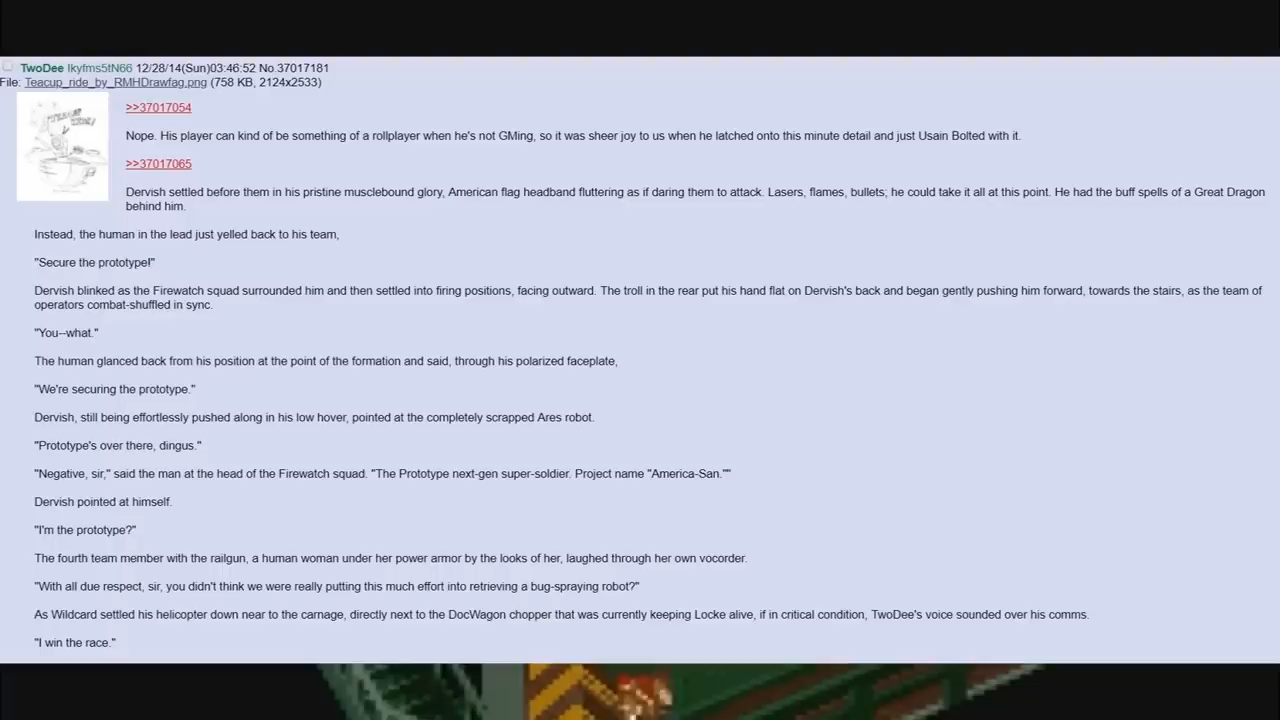 TwoDee !kyfms5tN66 12/28/14(Sun)03:46:52 No.37017181
File: Teacup_ride_by_RMHDrawfag.png (758 KB, 2124x2533)
>>37017054
Nope. His player can kind of be something of a rollplayer when he's not GMing, so it was sheer joy to us when he latched onto this minute detail and just Usain Bolted with it.
>>37017065
Dervish settled before them in his pristine musclebound glory, American flag headband fluttering as if daring them to attack. Lasers, flames, bullets; he could take it all at this point. He had the buff spells of a Great Dragon
behind him.
Instead, the human in the lead just yelled back to his team,
"Secure the prototype!"
Dervish blinked as the Firewatch squad surrounded him and then settled into firing positions, facing outward. The troll in the rear put his hand flat on Dervish's back and began gently pushing him forward, towards the stairs, as the team of
operators combat-shuffled in sync.
"You--what."
The human glanced back from his position at the point of the formation and said, through his polarized faceplate,
"We're securing the prototype."
Dervish, still being effortlessly pushed along in his low hover, pointed at the completely scrapped Ares robot.
"Prototype's over there, dingus."
"Negative, sir," said the man at the head of the Firewatch squad. "The Prototype next-gen super-soldier. Project name "America-San.""
Dervish pointed at himself.
"I'm the prototype?"
The fourth team member with the railgun, a human woman under her power armor by the looks of her, laughed through her own vocorder.
"With all due respect, sir, you didn't think we were really putting this much effort into retrieving a bug-spraying robot?"
As Wildcard settled his helicopter down near to the carnage, directly next to the DocWagon chopper that was currently keeping Locke alive, if in critical condition, TwoDee's voice sounded over his comms.
"I win the race."